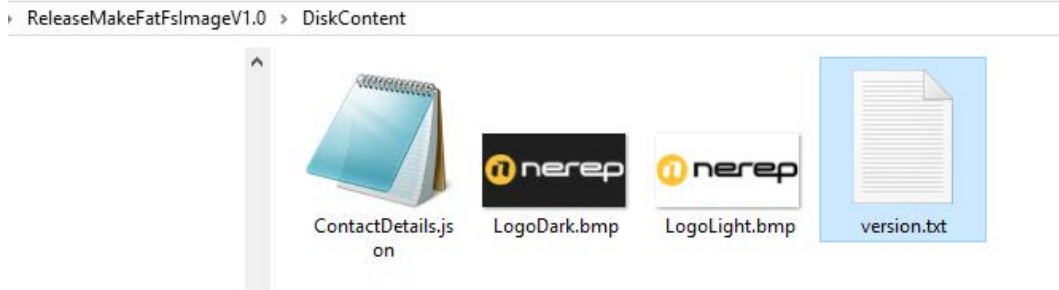 ReleaseMakeFatFsImageV1.0 > DiskContent
nerep
nerep
ContactDetails.js
on
LogoDark.bmp
LogoLight.bmp
version.txt